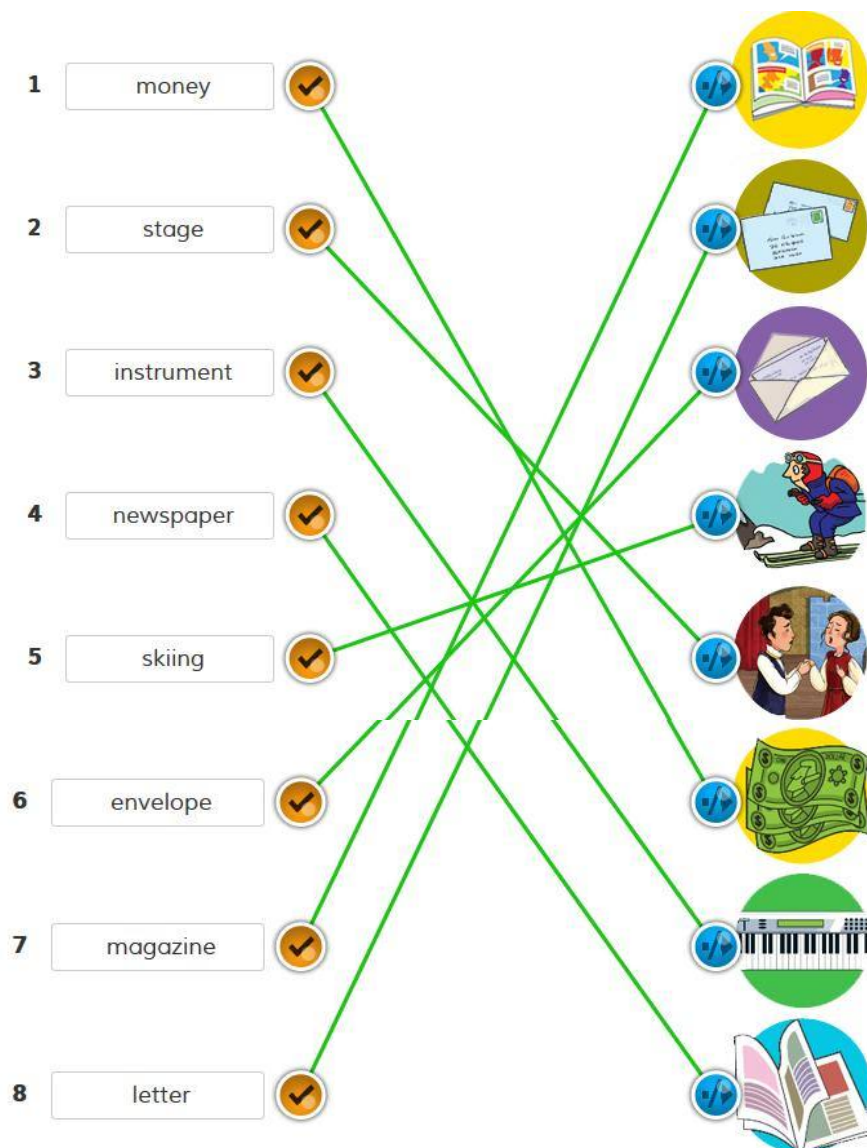 1 money
2 stage
3 instrument
4 newspaper
5 skiing
6 envelope
7 magazine
8 letter